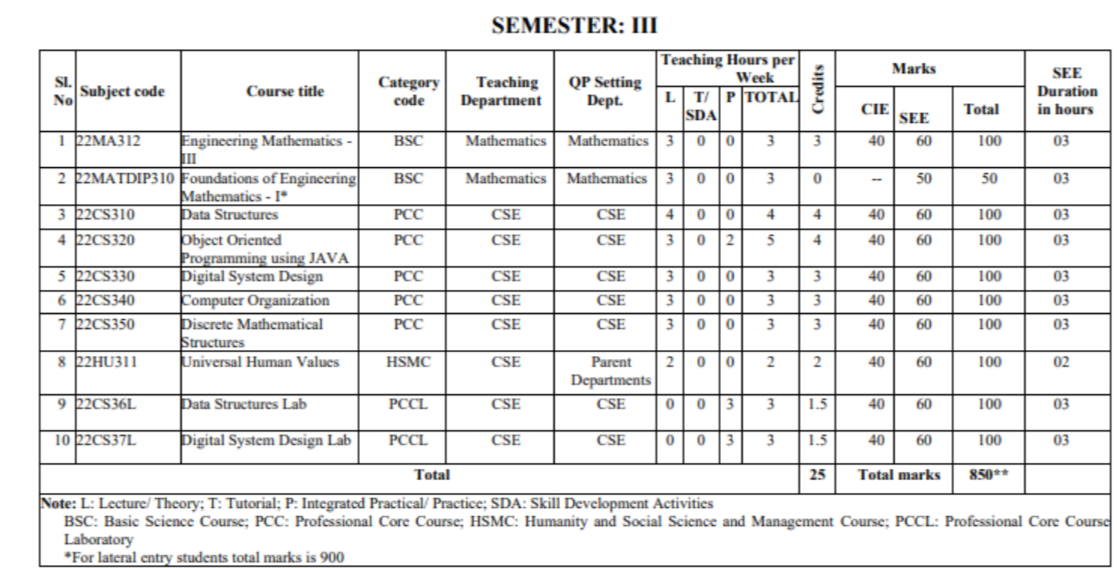 SEMESTER: III
Sl. No Subject code Course title Category code Teaching Department QP Setting Dept. Teaching Hours per Week Credits Marks SEE Duration in hours
L T/ SDA P TOTAL CIE SEE Total
1 22MA312 Engineering Mathematics - III BSC Mathematics Mathematics 3 0 0 3 3 40 60 100 03
2 22MATDIP310 Foundations of Engineering Mathematics - I* BSC Mathematics Mathematics 3 0 0 3 0 -- 50 50 03
3 22CS310 Data Structures PCC CSE CSE 4 0 0 4 4 40 60 100 03
4 22CS320 Object Oriented Programming using JAVA PCC CSE CSE 3 0 2 5 4 40 60 100 03
5 22CS330 Digital System Design PCC CSE CSE 3 0 0 3 3 40 60 100 03
6 22CS340 Computer Organization PCC CSE CSE 3 0 0 3 3 40 60 100 03
7 22CS350 Discrete Mathematical Structures PCC CSE CSE 3 0 0 3 3 40 60 100 03
8 22HU311 Universal Human Values HSMC CSE Parent Departments 2 0 0 2 2 40 60 100 02
9 22CS36L Data Structures Lab PCCL CSE CSE 0 0 3 3 1.5 40 60 100 03
10 22CS37L Digital System Design Lab PCCL CSE CSE 0 0 3 3 1.5 40 60 100 03
Total 25 Total marks 850**
Note: L: Lecture/ Theory; T: Tutorial; P: Integrated Practical/ Practice; SDA: Skill Development Activities
BSC: Basic Science Course; PCC: Professional Core Course; HSMC: Humanity and Social Science and Management Course; PCCL: Professional Core Course
Laboratory
*For lateral entry students total marks is 900